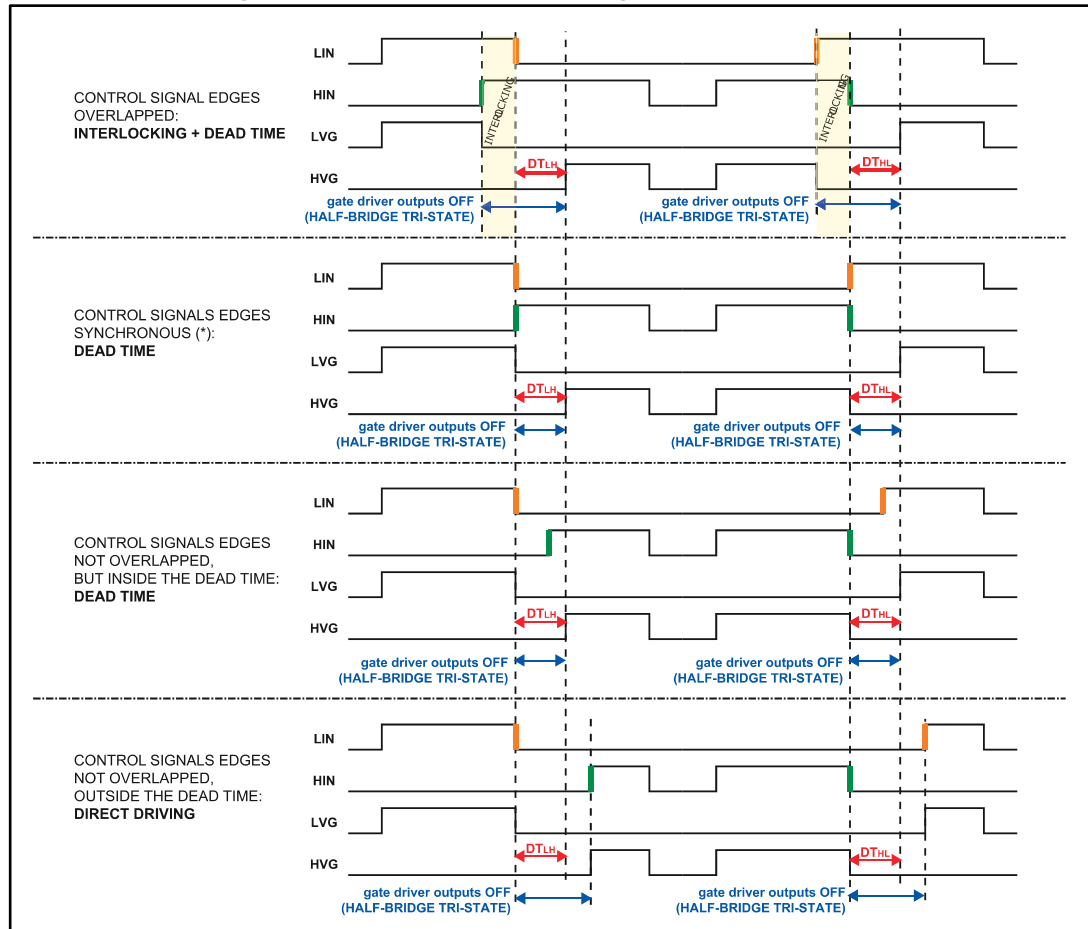 LIN
HIN
LVG
HVG
CONTROL SIGNAL EDGES
OVERLAPPED:
INTERLOCKING + DEAD TIME
INTERLOCKING
INTERLOCKING
DTLH
DTHL
gate driver outputs OFF
(HALF-BRIDGE TRI-STATE)
gate driver outputs OFF
(HALF-BRIDGE TRI-STATE)
LIN
HIN
LVG
HVG
CONTROL SIGNALS EDGES
SYNCHRONOUS (*):
DEAD TIME
DTLH
DTHL
gate driver outputs OFF
(HALF-BRIDGE TRI-STATE)
gate driver outputs OFF
(HALF-BRIDGE TRI-STATE)
LIN
HIN
LVG
HVG
CONTROL SIGNALS EDGES
NOT OVERLAPPED,
BUT INSIDE THE DEAD TIME:
DEAD TIME
DTLH
DTHL
gate driver outputs OFF
(HALF-BRIDGE TRI-STATE)
gate driver outputs OFF
(HALF-BRIDGE TRI-STATE)
LIN
HIN
LVG
HVG
CONTROL SIGNALS EDGES
NOT OVERLAPPED,
OUTSIDE THE DEAD TIME:
DIRECT DRIVING
DTLH
DTHL
gate driver outputs OFF
(HALF-BRIDGE TRI-STATE)
gate driver outputs OFF
(HALF-BRIDGE TRI-STATE)